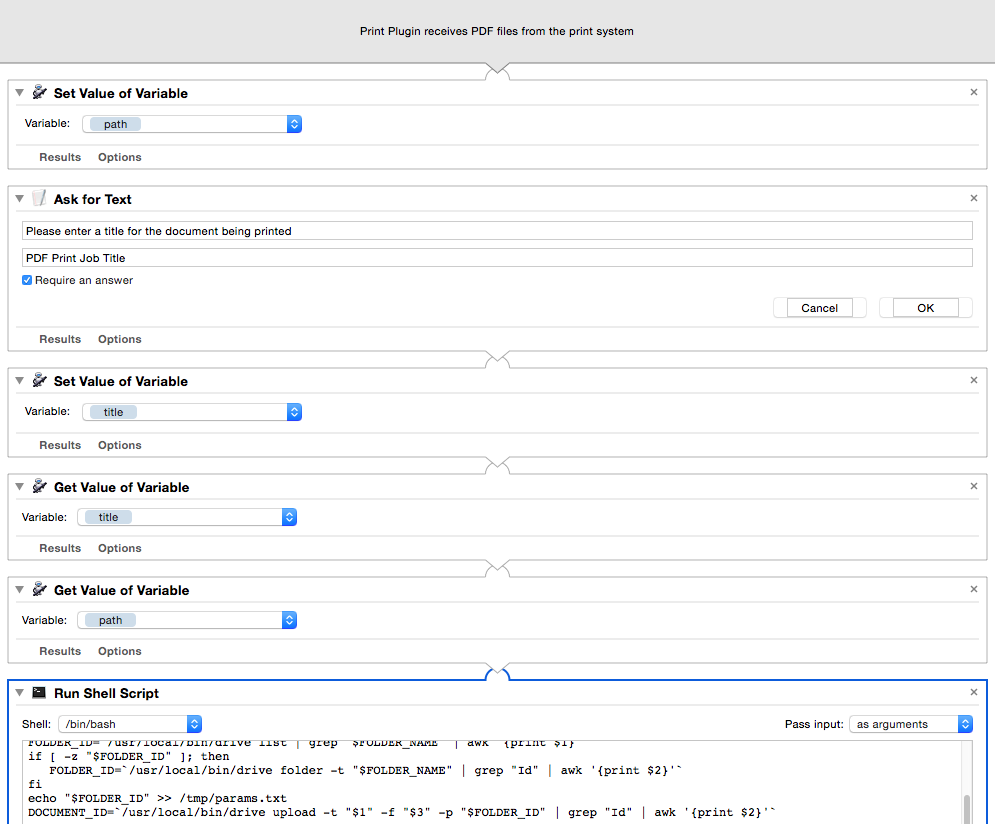 Print Plugin receives PDF files from the print system
Set Value of Variable
Variable: path
Results Options
Ask for Text
Please enter a title for the document being printed
PDF Print Job Title
Require an answer
Cancel OK
Results Options
Set Value of Variable
Variable: title
Results Options
Get Value of Variable
Variable: title
Results Options
Get Value of Variable
Variable: path
Results Options
Run Shell Script
Shell: /bin/bash Pass input: as arguments
FOLDER_ID=`/usr/local/bin/drive list | grep "$FOLDER_NAME" | awk '{print $1}'`
if [ -z "$FOLDER_ID" ]; then
FOLDER_ID=`/usr/local/bin/drive folder -t "$FOLDER_NAME" | grep "Id" | awk '{print $2}'`
fi
echo "$FOLDER_ID" >> /tmp/params.txt
DOCUMENT_ID=`/usr/local/bin/drive upload -t "$1" -f "$3" -p "$FOLDER_ID" | grep "Id" | awk '{print $2}'`